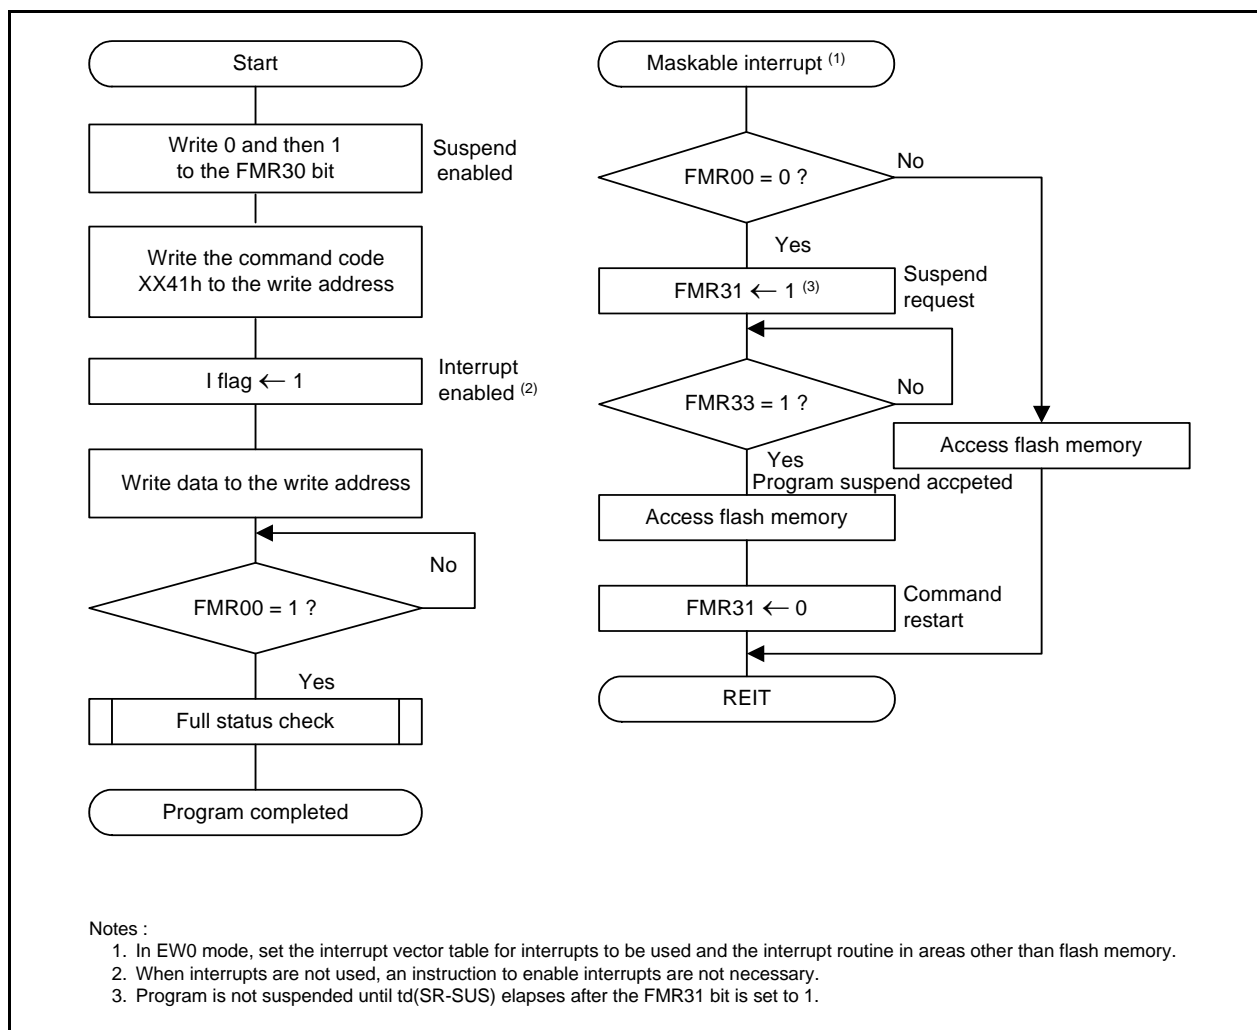 Start
Write 0 and then 1
to the FMR30 bit
Suspend
enabled
Write the command code
XX41h to the write address
I flag ← 1
Interrupt
enabled (2)
Write data to the write address
No
FMR00 = 1 ?
Yes
Full status check
Program completed
Maskable interrupt (1)
FMR00 = 0 ?
No
Yes
FMR31 ← 1 (3)
Suspend
request
FMR33 = 1 ?
No
Yes
Program suspend accpeted
Access flash memory
Access flash memory
FMR31 ← 0
Command
restart
REIT
Notes :
1. In EW0 mode, set the interrupt vector table for interrupts to be used and the interrupt routine in areas other than flash memory.
2. When interrupts are not used, an instruction to enable interrupts are not necessary.
3. Program is not suspended until td(SR-SUS) elapses after the FMR31 bit is set to 1.